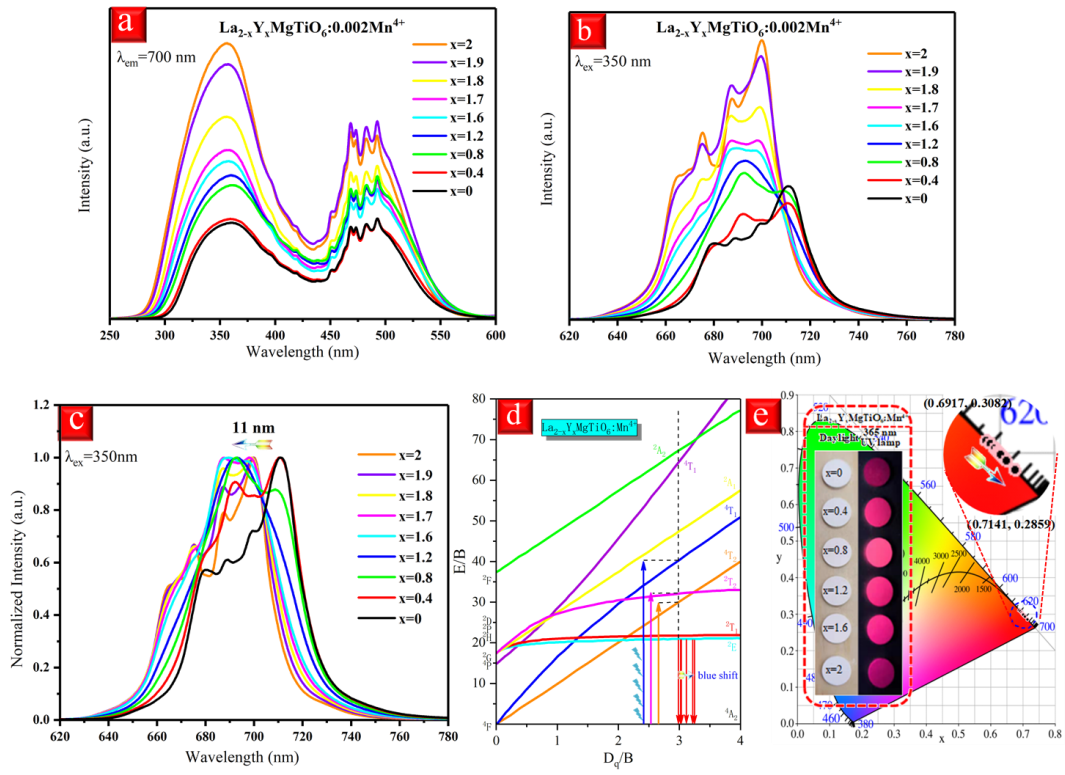 a
La₂₋ₓYₓMgTiO₆:0.002Mn⁴⁺
λem=700 nm
x=2
x=1.9
x=1.8
x=1.7
x=1.6
x=1.2
x=0.8
x=0.4
x=0
Intensity (a.u.)
250 300 350 400 450 500 550 600
Wavelength (nm)
b
La₂₋ₓYₓMgTiO₆:0.002Mn⁴⁺
λex=350 nm
x=2
x=1.9
x=1.8
x=1.7
x=1.6
x=1.2
x=0.8
x=0.4
x=0
Intensity (a.u.)
620 640 660 680 700 720 740 760 780
Wavelength (nm)
c
λex=350nm
11 nm
x=2
x=1.9
x=1.8
x=1.7
x=1.6
x=1.2
x=0.8
x=0.4
x=0
Normalized Intensity (a.u.)
1.2
1.0
0.8
0.6
0.4
0.2
0.0
620 640 660 680 700 720 740 760 780
Wavelength (nm)
d
La₂₋ₓYₓMgTiO₆:Mn⁴⁺
E/B
80
70
60
50
40
30
20
10
0
²F
⁴F
²A₂
⁴T₁
⁴T₁
⁴T₂
²T₂
²T₁
²E
blue shift
⁴A₂
0 1 2 3 4
Dq/B
e
(0.6917, 0.3082)
620
(0.7141, 0.2859)
La₂₋ₓYₓMgTiO₆:Mn⁴⁺
Daylight
365 nm
UV lamp
x=0
x=0.4
x=0.8
x=1.2
x=1.6
x=2
0.9
0.8
0.7
0.6
0.5
0.4
0.3
0.2
0.1
0.0
y
520
500
560
580
600
620
700
470
460
380
4000 3000 2500
2000 1500
0.0 0.1 0.2 0.3 0.4 0.5 0.6 0.7 0.8
x